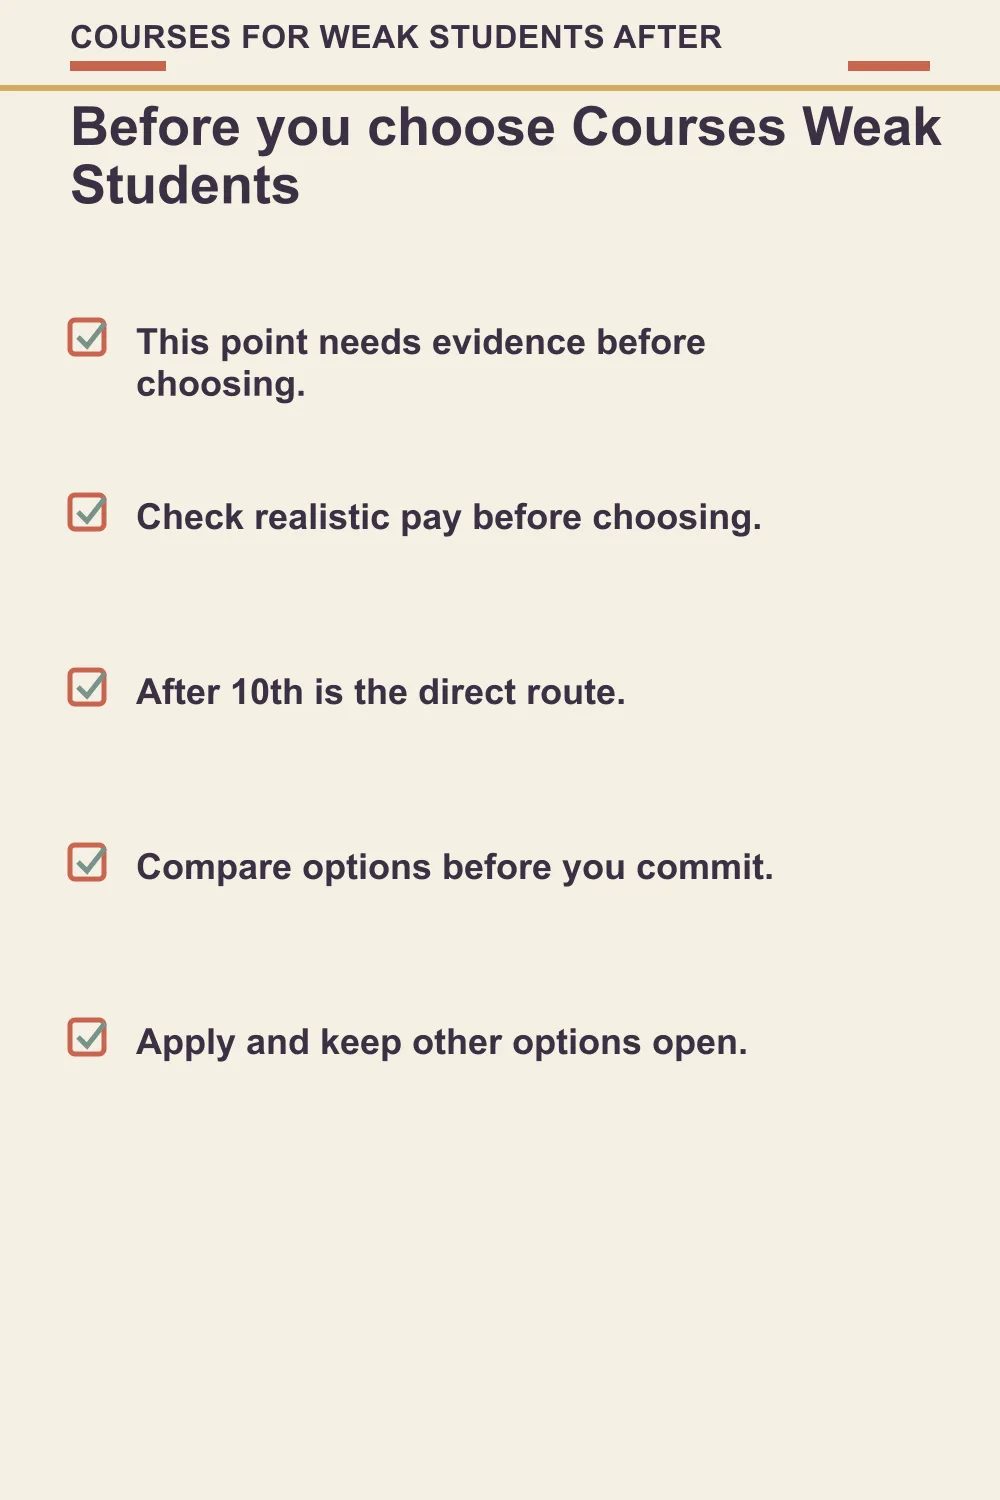 COURSES FOR WEAK STUDENTS AFTER
Before you choose Courses Weak
Students
This point needs evidence before
choosing.
Check realistic pay before choosing.
After 10th is the direct route.
Compare options before you commit.
Apply and keep other options open.